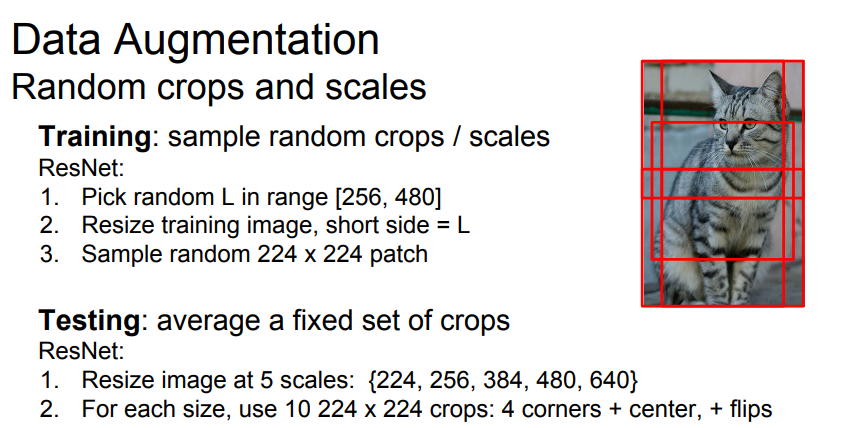 Data Augmentation
Random crops and scales
Training: sample random crops / scales
ResNet:
1. Pick random L in range [256, 480]
2. Resize training image, short side = L
3. Sample random 224 x 224 patch
Testing: average a fixed set of crops
ResNet:
1. Resize image at 5 scales: {224, 256, 384, 480, 640}
2. For each size, use 10 224 x 224 crops: 4 corners + center, + flips